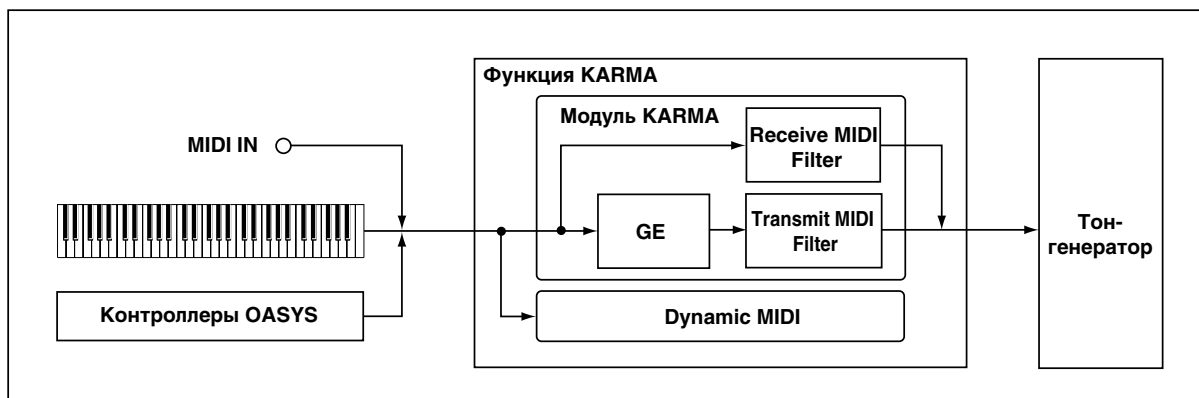 Функция KARMA
Модуль KARMA
MIDI IN
Receive MIDI
Filter
GE
Transmit MIDI
Filter
Тон-
генератор
Контроллеры OASYS
Dynamic MIDI